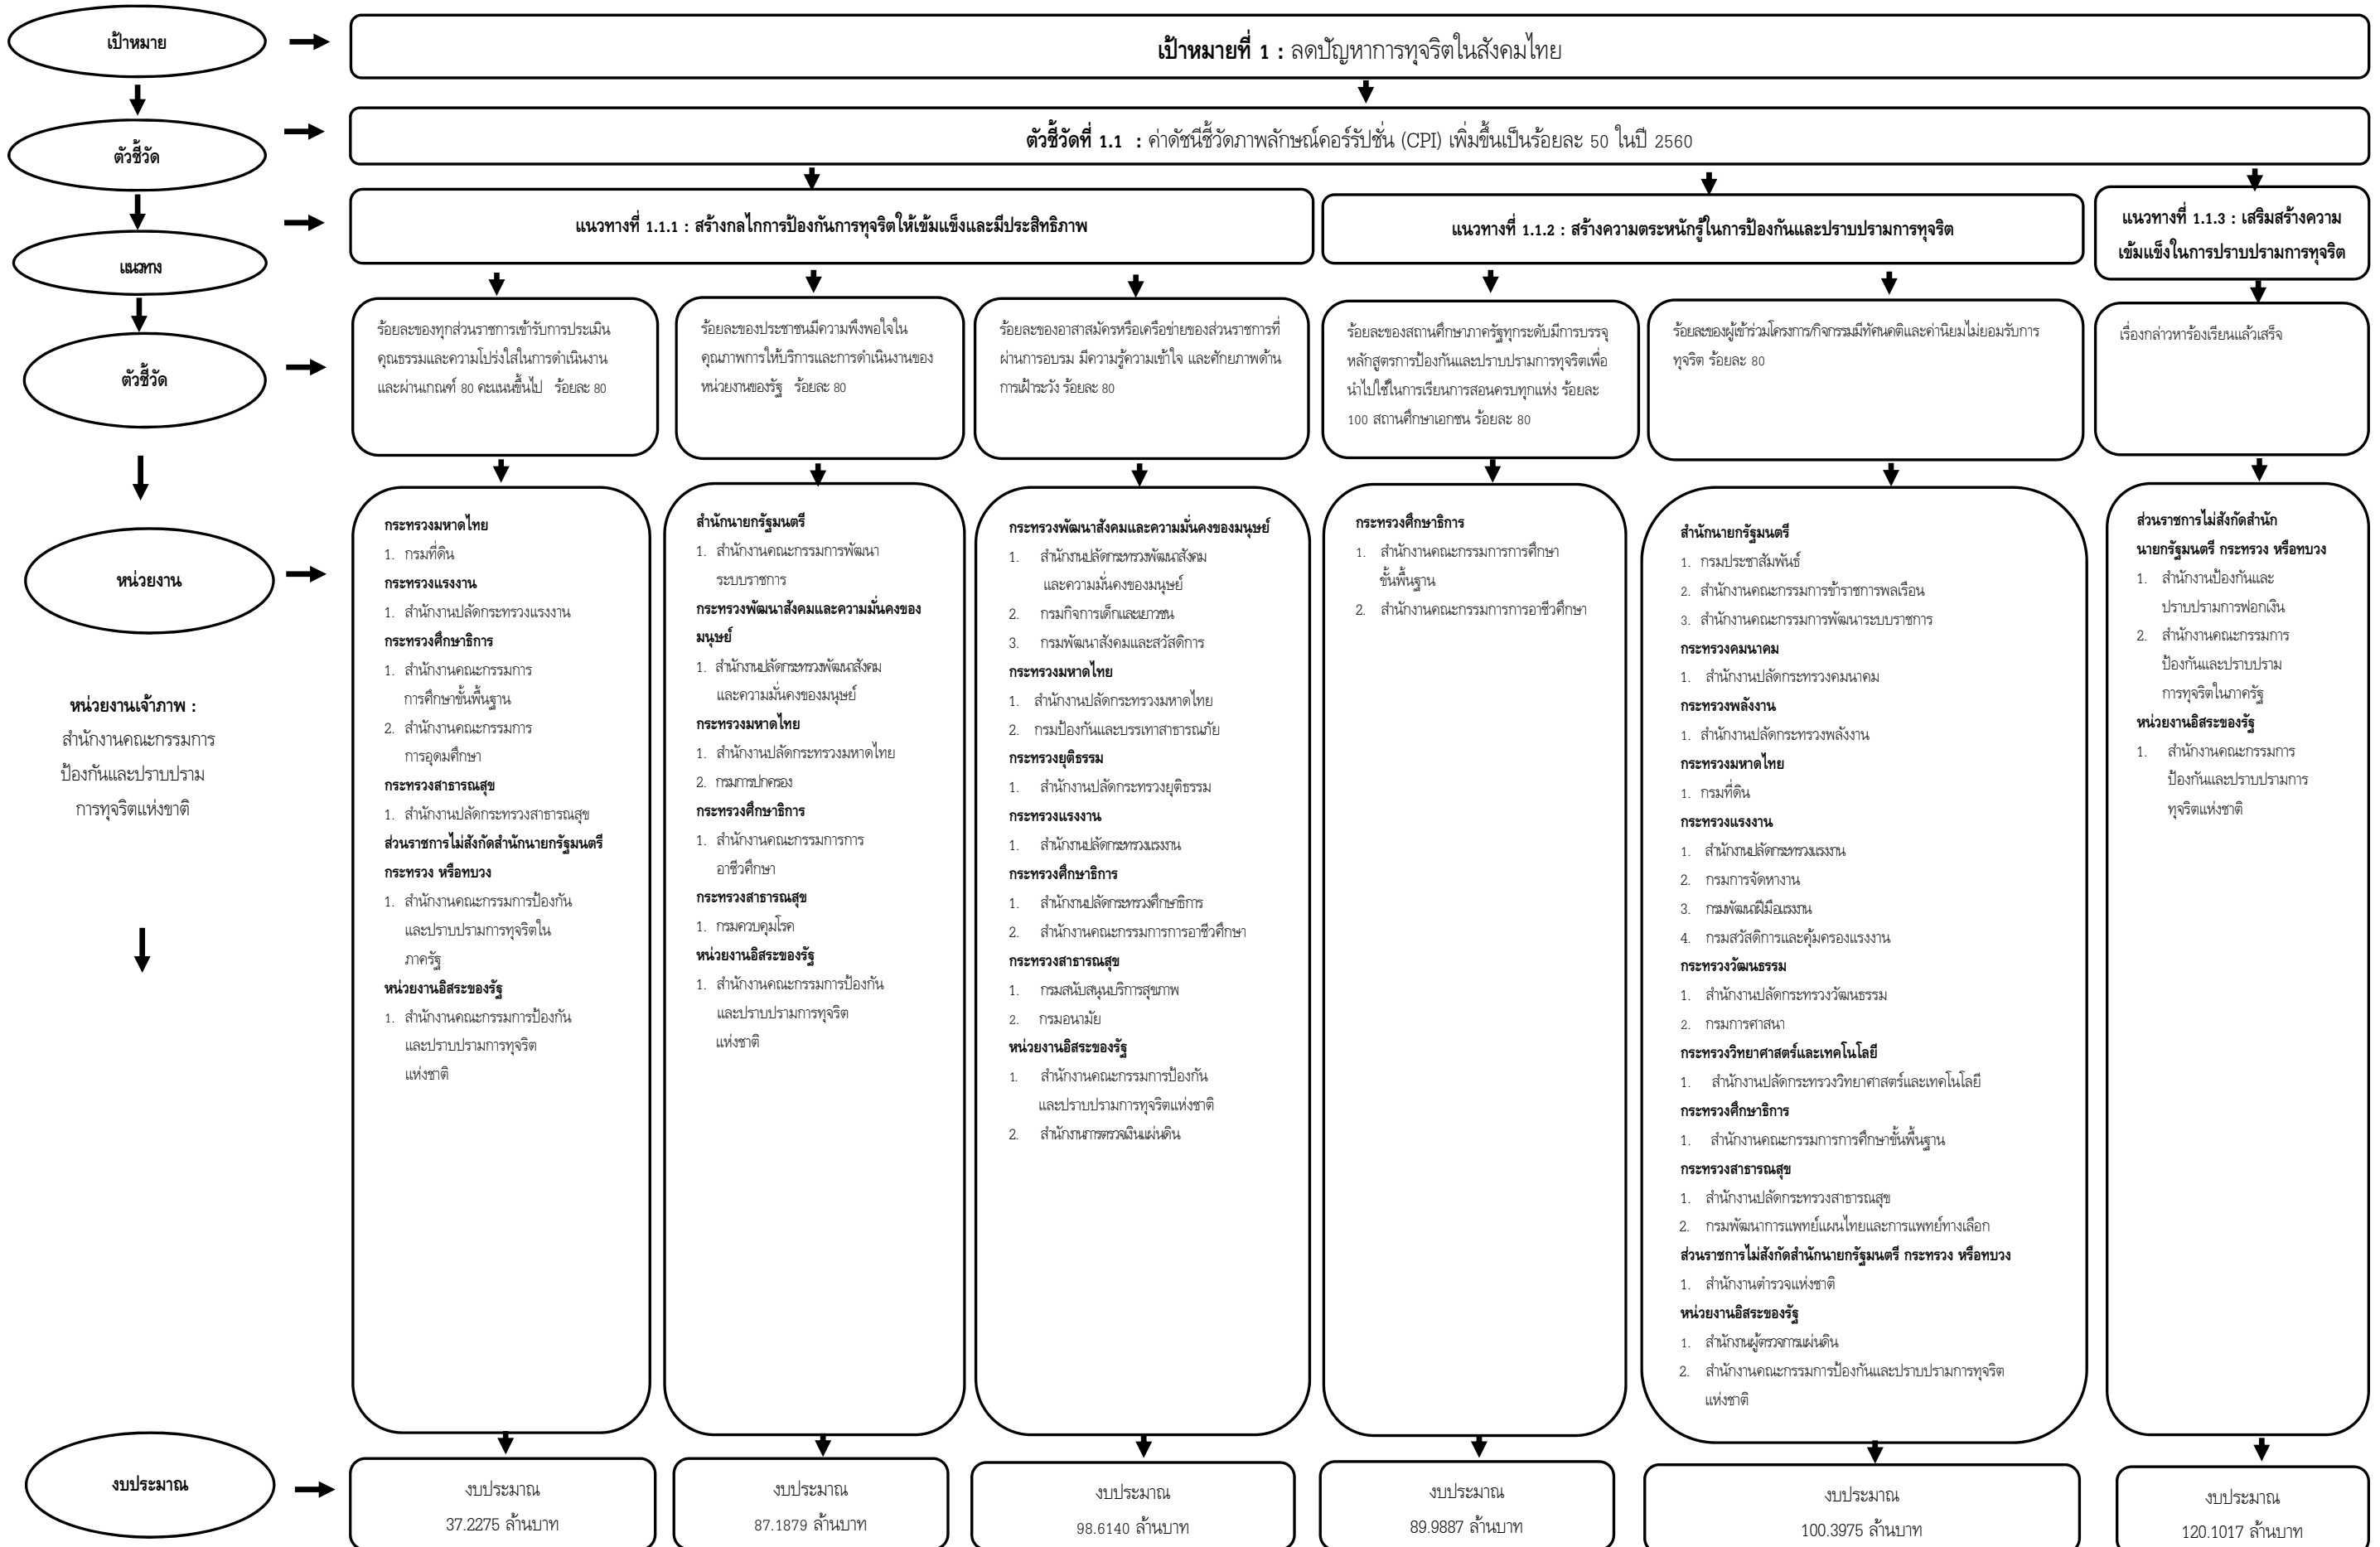 เป้าหมาย
เป้าหมายที่ 1 : ลดปัญหาการทุจริตในสังคมไทย
ตัวชี้วัด
ตัวชี้วัดที่ 1.1 : ค่าดัชนีชี้วัดภาพลักษณ์คอร์รัปชั่น (CPI) เพิ่มขึ้นเป็นร้อยละ 50 ในปี 2560
แนวทาง
แนวทางที่ 1.1.1 : สร้างกลไกการป้องกันการทุจริตให้เข้มแข็งและมีประสิทธิภาพ
แนวทางที่ 1.1.2 : สร้างความตระหนักรู้ในการป้องกันและปราบปรามการทุจริต
แนวทางที่ 1.1.3 : เสริมสร้างความ
เข้มแข็งในการปราบปรามการทุจริต
ตัวชี้วัด
ร้อยละของทุกส่วนราชการเข้ารับการประเมิน
คุณธรรมและความโปร่งใสในการดำเนินงาน
และผ่านเกณฑ์ 80 คะแนนขึ้นไป ร้อยละ 80
ร้อยละของประชาชนมีความพึงพอใจใน
คุณภาพการให้บริการและการดำเนินงานของ
หน่วยงานของรัฐ ร้อยละ 80
ร้อยละของอาสาสมัครหรือเครือข่ายของส่วนราชการที่
ผ่านการอบรม มีความรู้ความเข้าใจ และศักยภาพด้าน
การเฝ้าระวัง ร้อยละ 80
ร้อยละของสถานศึกษาภาครัฐทุกระดับมีการบรรจุ
หลักสูตรการป้องกันและปราบปรามการทุจริตเพื่อ
นำไปใช้ในการเรียนการสอนครบทุกแห่ง ร้อยละ
100 สถานศึกษาเอกชน ร้อยละ 80
ร้อยละของผู้เข้าร่วมโครงการ/กิจกรรมมีทัศนคติและค่านิยมไม่ยอมรับการ
ทุจริต ร้อยละ 80
เรื่องกล่าวหาร้องเรียนแล้วเสร็จ
หน่วยงาน
หน่วยงานเจ้าภาพ :
สำนักงานคณะกรรมการ
ป้องกันและปราบปราม
การทุจริตแห่งชาติ
กระทรวงมหาดไทย
1. กรมที่ดิน
กระทรวงแรงงาน
1. สำนักงานปลัดกระทรวงแรงงาน
กระทรวงศึกษาธิการ
1. สำนักงานคณะกรรมการ
การศึกษาขั้นพื้นฐาน
2. สำนักงานคณะกรรมการ
การอุดมศึกษา
กระทรวงสาธารณสุข
1. สำนักงานปลัดกระทรวงสาธารณสุข
ส่วนราชการไม่สังกัดสำนักนายกรัฐมนตรี
กระทรวง หรือทบวง
1. สำนักงานคณะกรรมการป้องกัน
และปราบปรามการทุจริตใน
ภาครัฐ
หน่วยงานอิสระของรัฐ
1. สำนักงานคณะกรรมการป้องกัน
และปราบปรามการทุจริต
แห่งชาติ
สำนักนายกรัฐมนตรี
1. สำนักงานคณะกรรมการพัฒนา
ระบบราชการ
กระทรวงพัฒนาสังคมและความมั่นคงของ
มนุษย์
1. สำนักงานปลัดกระทรวงพัฒนาสังคม
และความมั่นคงของมนุษย์
กระทรวงมหาดไทย
1. สำนักงานปลัดกระทรวงมหาดไทย
2. กรมการปกครอง
กระทรวงศึกษาธิการ
1. สำนักงานคณะกรรมการการ
อาชีวศึกษา
กระทรวงสาธารณสุข
1. กรมควบคุมโรค
หน่วยงานอิสระของรัฐ
1. สำนักงานคณะกรรมการป้องกัน
และปราบปรามการทุจริต
แห่งชาติ
กระทรวงพัฒนาสังคมและความมั่นคงของมนุษย์
1. สำนักงานปลัดกระทรวงพัฒนาสังคม
และความมั่นคงของมนุษย์
2. กรมกิจการเด็กและเยาวชน
3. กรมพัฒนาสังคมและสวัสดิการ
กระทรวงมหาดไทย
1. สำนักงานปลัดกระทรวงมหาดไทย
2. กรมป้องกันและบรรเทาสาธารณภัย
กระทรวงยุติธรรม
1. สำนักงานปลัดกระทรวงยุติธรรม
กระทรวงแรงงาน
1. สำนักงานปลัดกระทรวงแรงงาน
กระทรวงศึกษาธิการ
1. สำนักงานปลัดกระทรวงศึกษาธิการ
2. สำนักงานคณะกรรมการการอาชีวศึกษา
กระทรวงสาธารณสุข
1. กรมสนับสนุนบริการสุขภาพ
2. กรมอนามัย
หน่วยงานอิสระของรัฐ
1. สำนักงานคณะกรรมการป้องกัน
และปราบปรามการทุจริตแห่งชาติ
2. สำนักงานการตรวจเงินแผ่นดิน
กระทรวงศึกษาธิการ
1. สำนักงานคณะกรรมการการศึกษา
ขั้นพื้นฐาน
2. สำนักงานคณะกรรมการการอาชีวศึกษา
สำนักนายกรัฐมนตรี
1. กรมประชาสัมพันธ์
2. สำนักงานคณะกรรมการข้าราชการพลเรือน
3. สำนักงานคณะกรรมการพัฒนาระบบราชการ
กระทรวงคมนาคม
1. สำนักงานปลัดกระทรวงคมนาคม
กระทรวงพลังงาน
1. สำนักงานปลัดกระทรวงพลังงาน
กระทรวงมหาดไทย
1. กรมที่ดิน
กระทรวงแรงงาน
1. สำนักงานปลัดกระทรวงแรงงาน
2. กรมการจัดหางาน
3. กรมพัฒนาฝีมือแรงงาน
4. กรมสวัสดิการและคุ้มครองแรงงาน
กระทรวงวัฒนธรรม
1. สำนักงานปลัดกระทรวงวัฒนธรรม
2. กรมการศาสนา
กระทรวงวิทยาศาสตร์และเทคโนโลยี
1. สำนักงานปลัดกระทรวงวิทยาศาสตร์และเทคโนโลยี
กระทรวงศึกษาธิการ
1. สำนักงานคณะกรรมการการศึกษาขั้นพื้นฐาน
กระทรวงสาธารณสุข
1. สำนักงานปลัดกระทรวงสาธารณสุข
2. กรมพัฒนาการแพทย์แผนไทยและการแพทย์ทางเลือก
ส่วนราชการไม่สังกัดสำนักนายกรัฐมนตรี กระทรวง หรือทบวง
1. สำนักงานตำรวจแห่งชาติ
หน่วยงานอิสระของรัฐ
1. สำนักงานผู้ตรวจการแผ่นดิน
2. สำนักงานคณะกรรมการป้องกันและปราบปรามการทุจริต
แห่งชาติ
ส่วนราชการไม่สังกัดสำนัก
นายกรัฐมนตรี กระทรวง หรือทบวง
1. สำนักงานป้องกันและ
ปราบปรามการฟอกเงิน
2. สำนักงานคณะกรรมการ
ป้องกันและปราบปราม
การทุจริตในภาครัฐ
หน่วยงานอิสระของรัฐ
1. สำนักงานคณะกรรมการ
ป้องกันและปราบปรามการ
ทุจริตแห่งชาติ
งบประมาณ
งบประมาณ
37.2275 ล้านบาท
งบประมาณ
87.1879 ล้านบาท
งบประมาณ
98.6140 ล้านบาท
งบประมาณ
89.9887 ล้านบาท
งบประมาณ
100.3975 ล้านบาท
งบประมาณ
120.1017 ล้านบาท